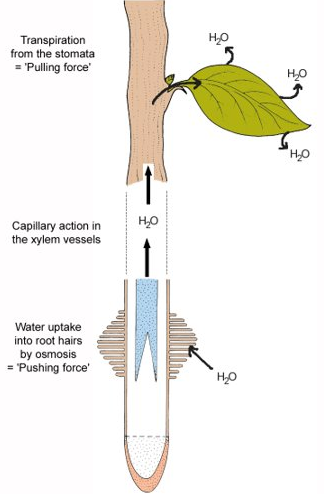 Transpiration
from the stomata
= 'Pulling force'
H₂O
H₂O
H₂O
H₂O
Capillary action in
the xylem vessels
Water uptake
into root hairs
by osmosis
= 'Pushing force'
H₂O